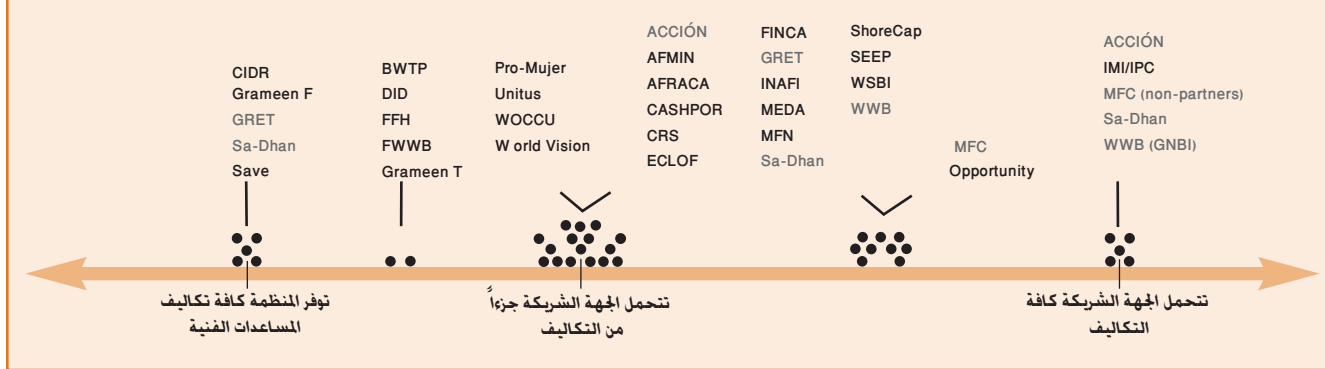 CIDR
Grameen F
GRET
Sa-Dhan
Save
BWTP
DID
FFH
FWWB
Grameen T
Pro-Mujer
Unitus
WOCCU
W orld Vision
ACCIÓN
AFMIN
AFRACA
CASHPOR
CRS
ECLOF
FINCA
GRET
INAFI
MEDA
MFN
Sa-Dhan
ShoreCap
SEEP
WSBI
WWB
MFC
Opportunity
ACCIÓN
IMI/IPC
MFC (non-partners)
Sa-Dhan
WWB (GNBI)
توفر المنظمة كافة تكاليف
المساعدات الفنية
تتحمل الجهة الشريكة جزءاً
من التكاليف
تتحمل الجهة الشريكة كافة
التكاليف